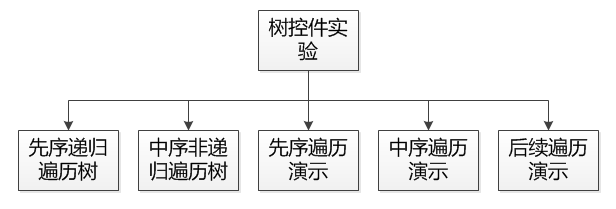 树控件实
验
先序递归
遍历树
中序非递
归遍历树
先序遍历
演示
中序遍历
演示
后续遍历
演示